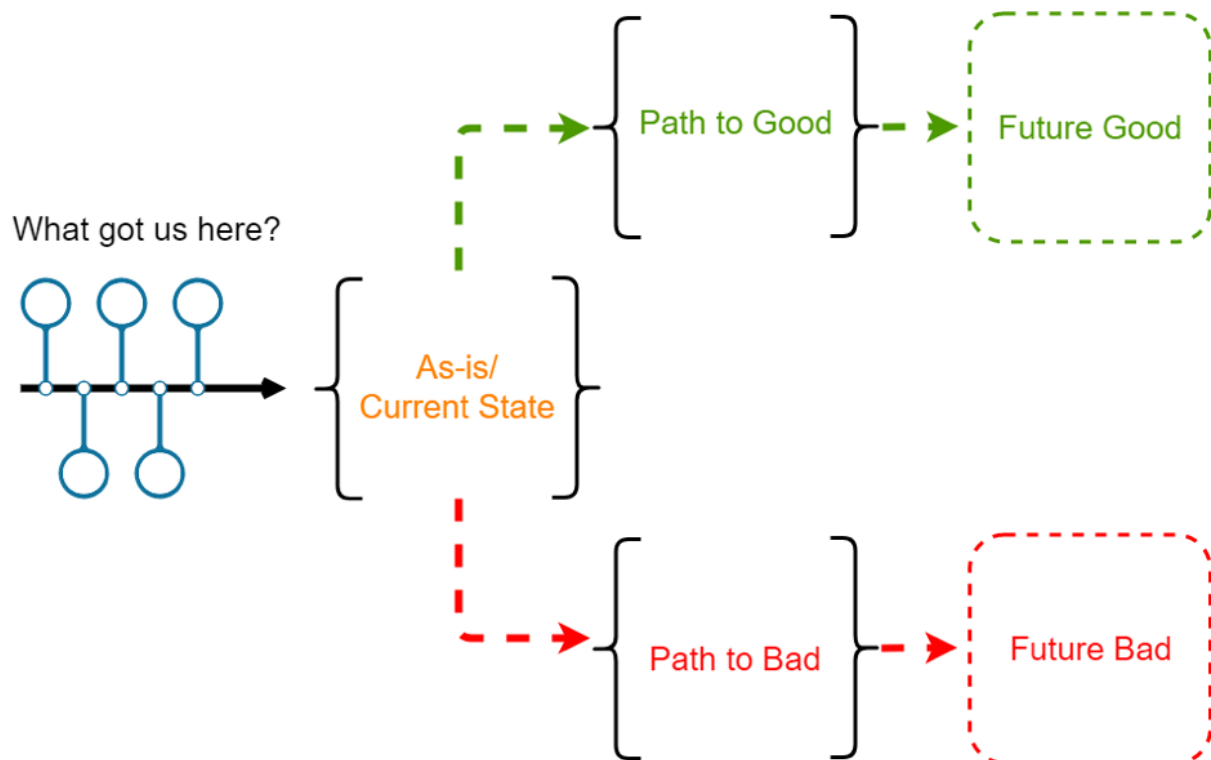 What got us here?
As-is/
Current State
Path to Good
Future Good
Path to Bad
Future Bad